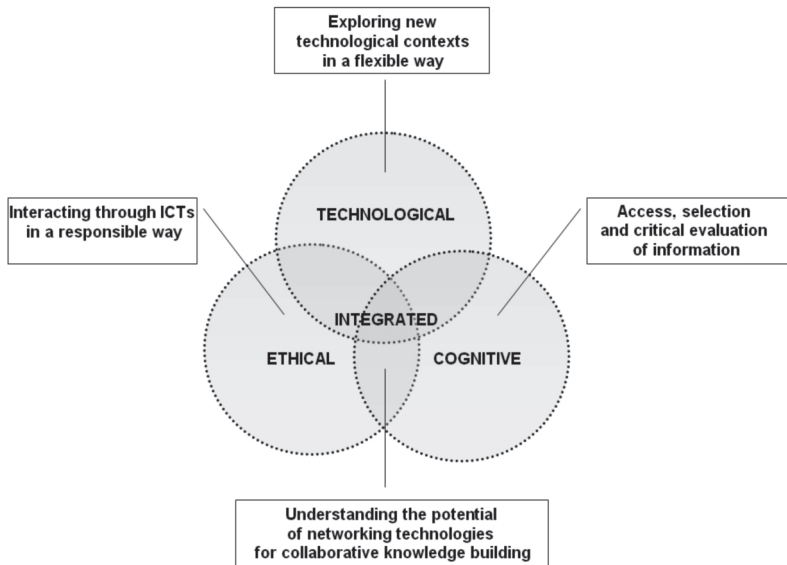 Exploring new
technological contexts
in a flexible way
TECHNOLOGICAL
Interacting through ICTs
in a responsible way
Access, selection
and critical evaluation
of information
INTEGRATED
ETHICAL
COGNITIVE
Understanding the potential
of networking technologies
for collaborative knowledge building